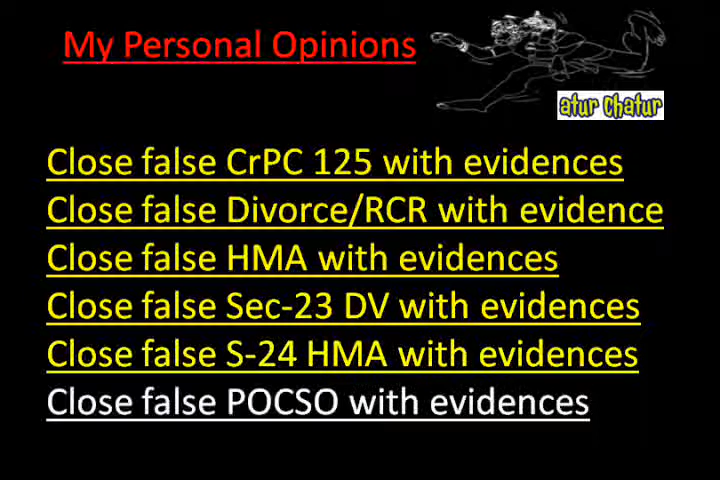 My Personal Opinions
atur Chatur
Close false CrPC 125 with evidences
Close false Divorce/RCR with evidence
Close false HMA with evidences
Close false Sec-23 DV with evidences
Close false S-24 HMA with evidences
Close false POCSO with evidences